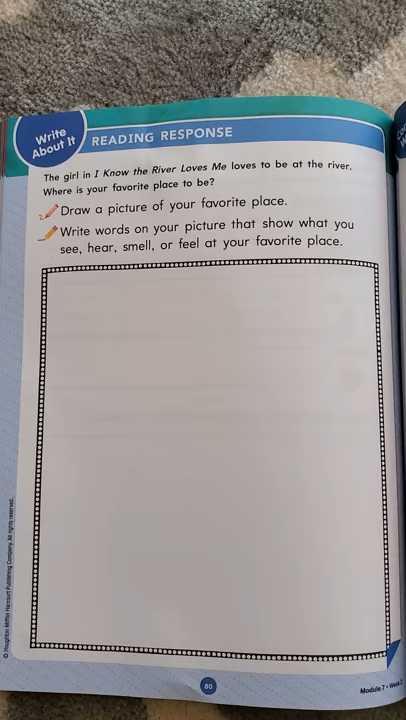 Write
About It
READING RESPONSE
The girl in I Know the River Loves Me loves to be at the river.
Where is your favorite place to be?
Draw a picture of your favorite place.
Write words on your picture that show what you
see, hear, smell, or feel at your favorite place.
© Houghton Mifflin Harcourt Publishing Company. All rights reserved.
80
Module 7 • Week